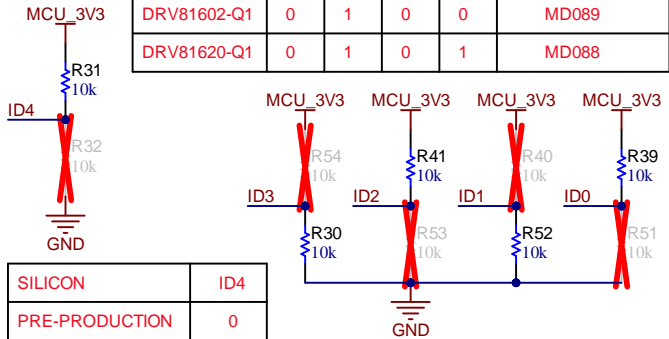 MCU_3V3
DRV81602-Q1 0 1 0 0 MD089
DRV81620-Q1 0 1 0 1 MD088
R31
10k
ID4
R32
10k
GND
MCU_3V3 MCU_3V3 MCU_3V3 MCU_3V3
R54 R41 R40 R39
10k 10k 10k 10k
ID3 ID2 ID1 ID0
R30 R53 R52 R51
10k 10k 10k 10k
GND
SILICON ID4
PRE-PRODUCTION 0